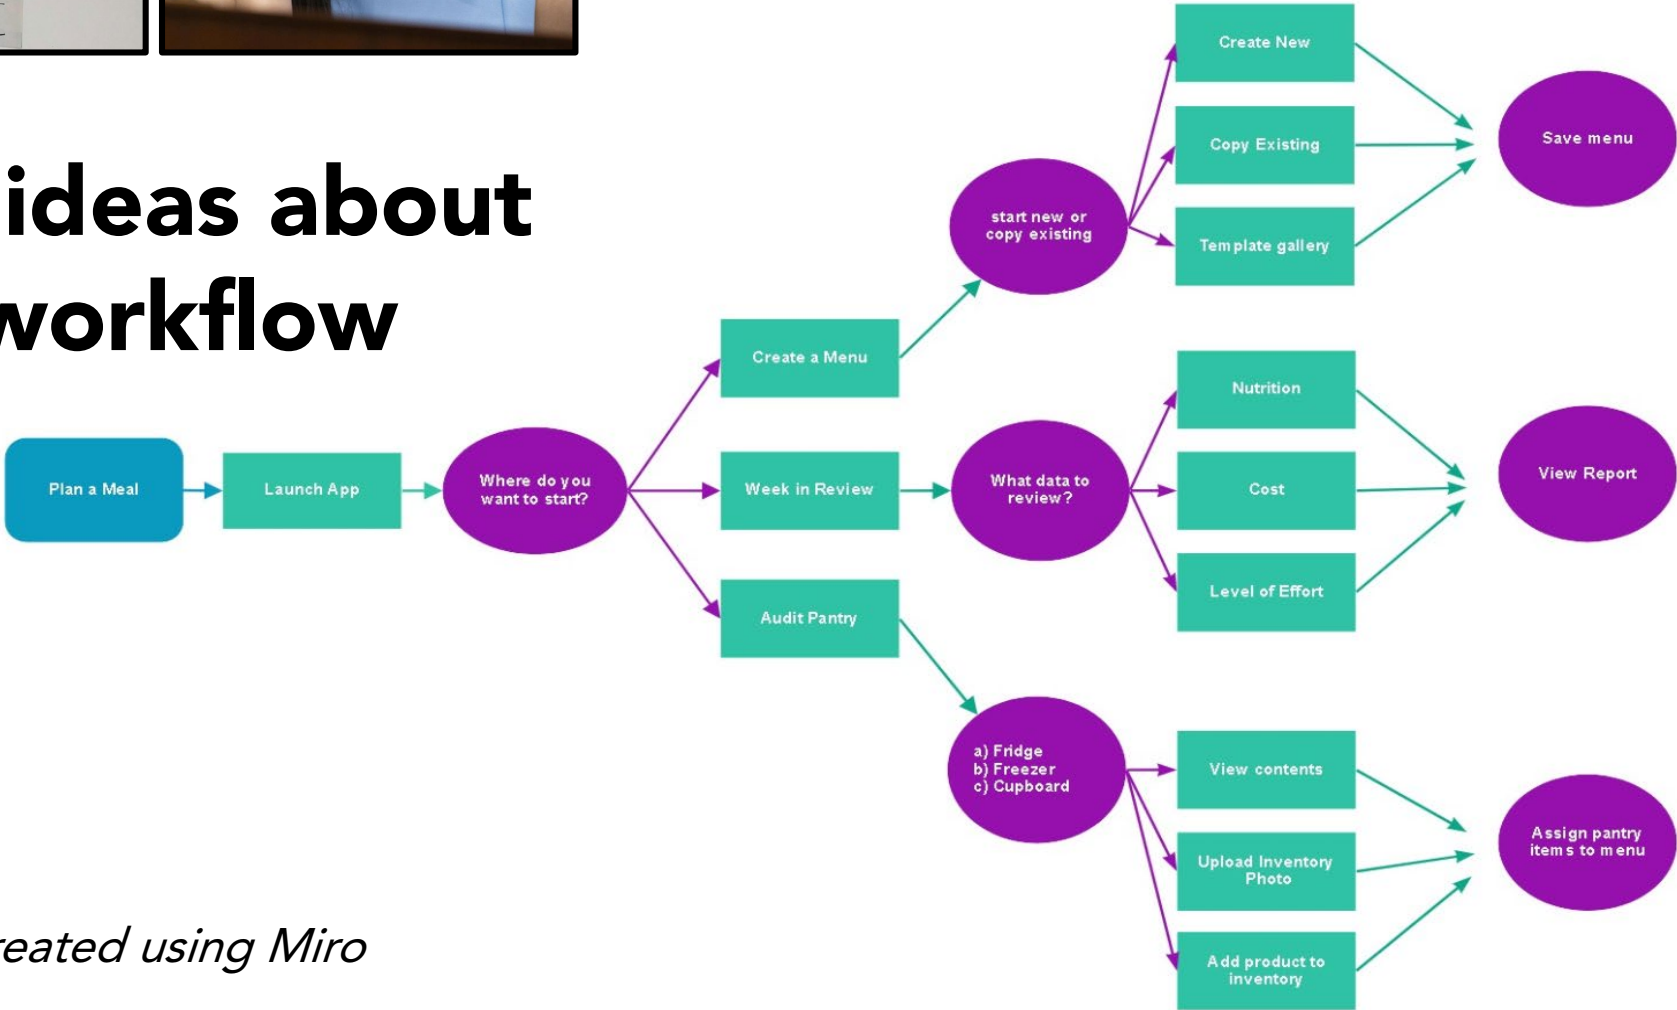 ideas about
workflow
Plan a Meal
Launch App
Where do you
want to start?
Create a Menu
Week in Review
Audit Pantry
start new or
copy existing
What data to
review?
a) Fridge
b) Freezer
c) Cupboard
Create New
Copy Existing
Template gallery
Nutrition
Cost
Level of Effort
View contents
Upload Inventory
Photo
Add product to
inventory
Save menu
View Report
Assign pantry
items to menu
using Miro